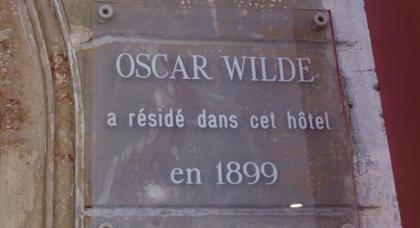 OSCAR WILDE
a résidé dans cet hôtel
en 1899